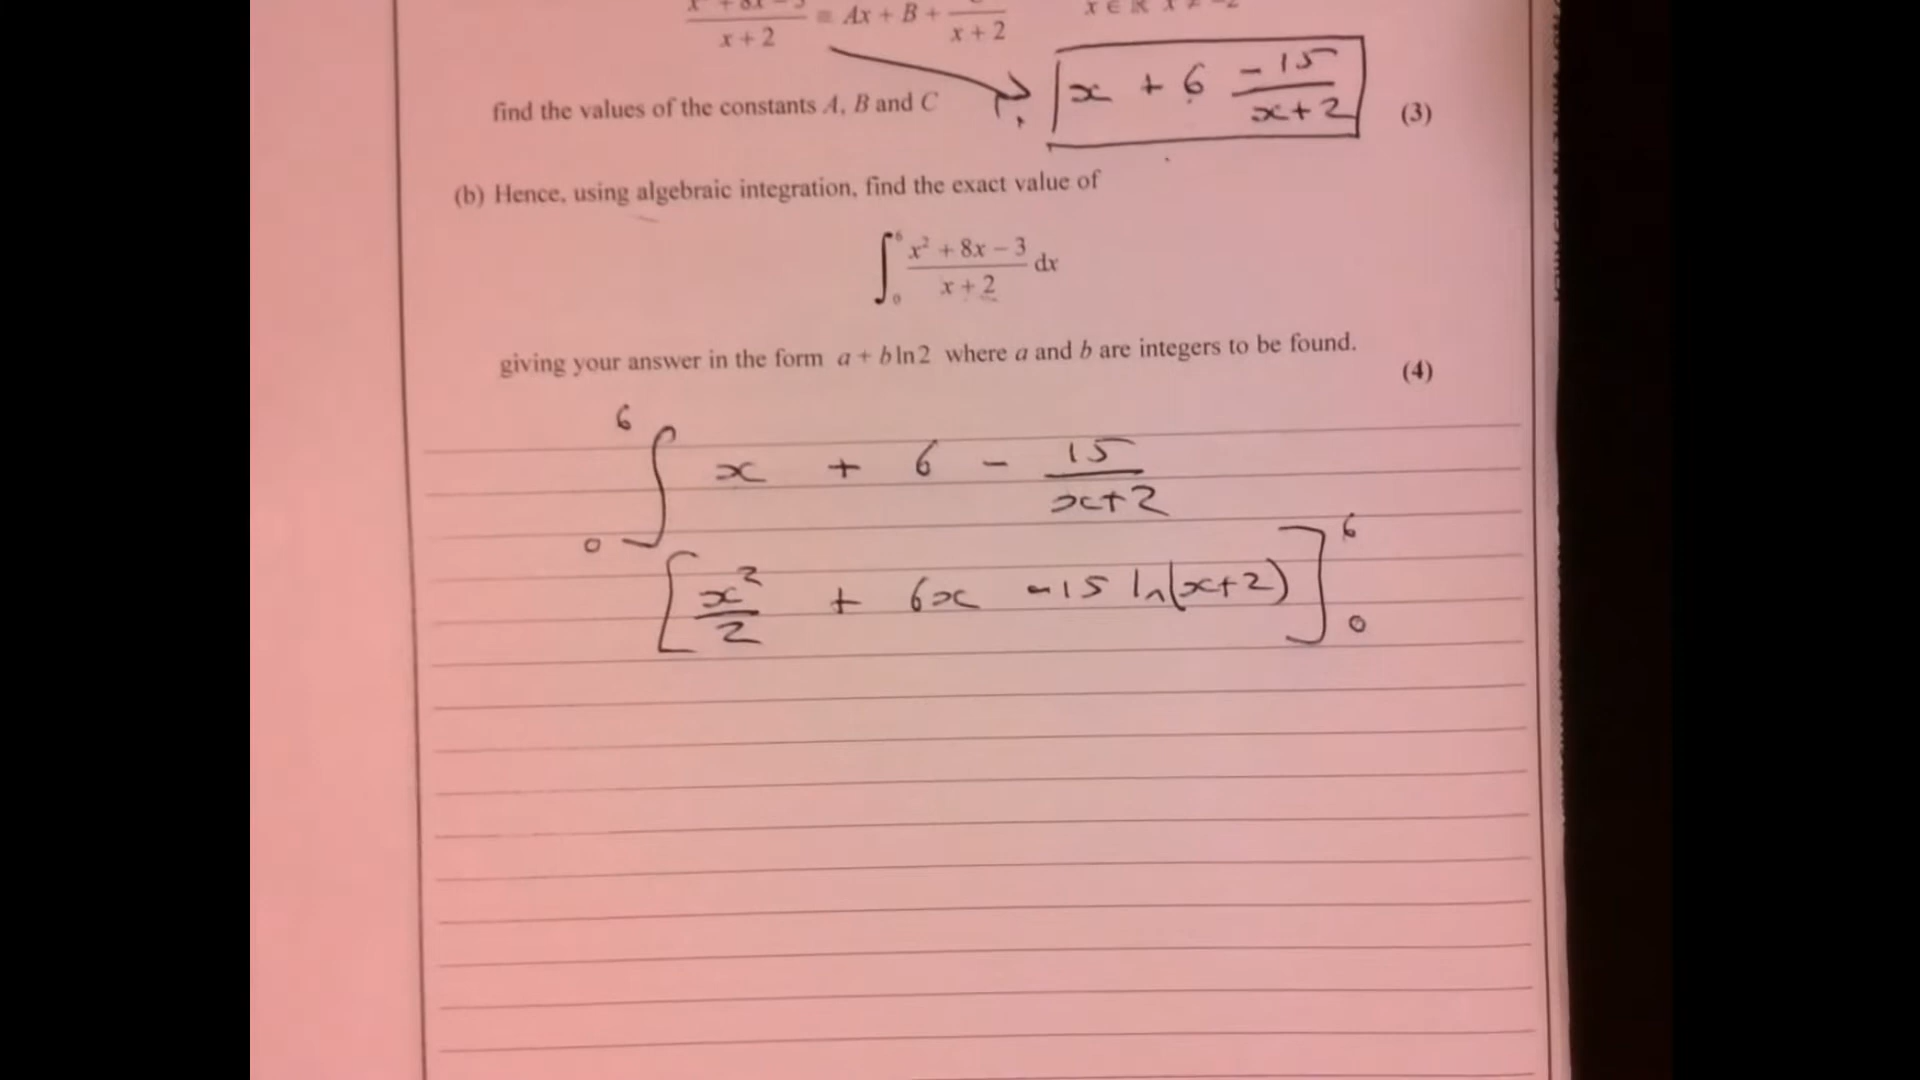 x + 2 = Ax + B + x + 2
find the values of the constants A, B and C
x + 6 - 15/x+2
(3)
(b) Hence, using algebraic integration, find the exact value of
∫₀⁶ x² + 8x − 3 / x + 2 dx
giving your answer in the form a + b ln 2 where a and b are integers to be found.
(4)
∫₀⁶ x + 6 - 15/x+2
[x²/2 + 6x - 15 ln(x+2)]₀⁶